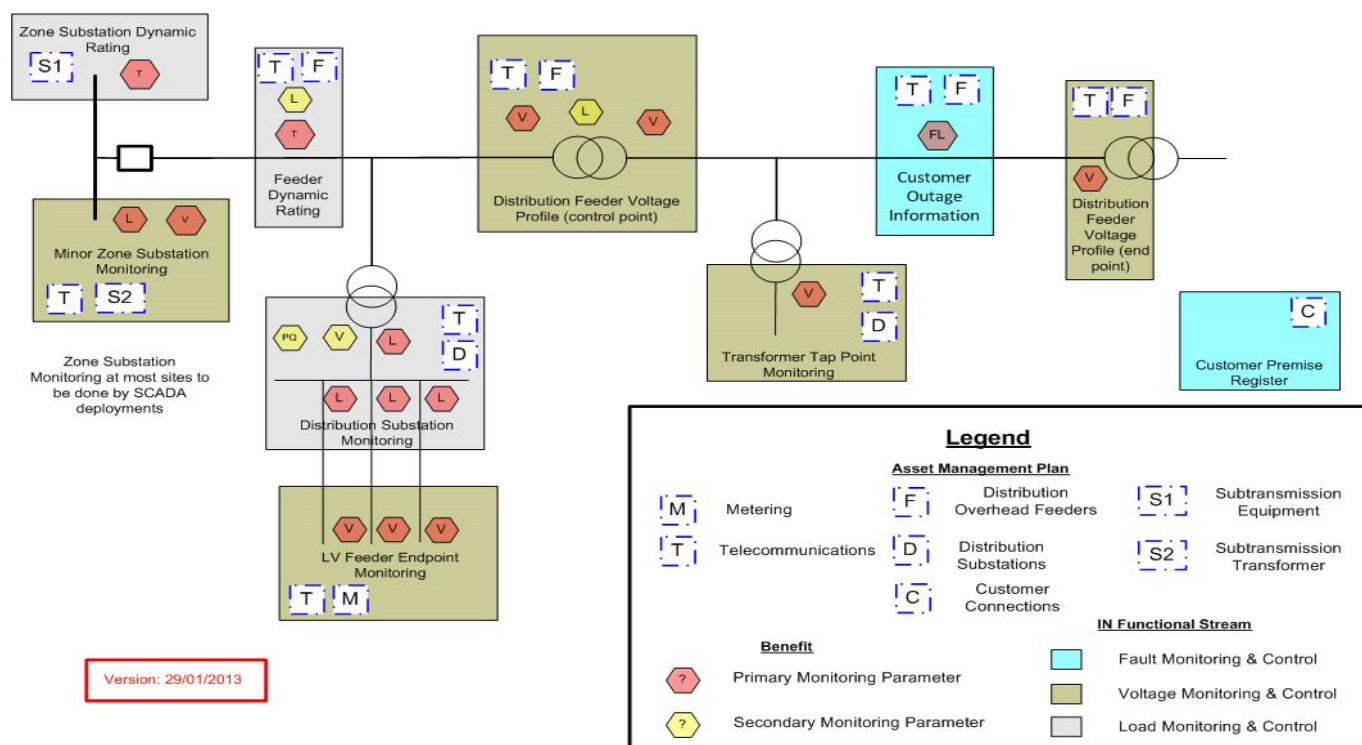 Zone Substation Dynamic
Rating
S1
T
T
F
L
T
Feeder
Dynamic
Rating
T
F
V
L
V
Distribution Feeder Voltage
Profile (control point)
T
F
FL
Customer
Outage
Information
T
F
V
Distribution
Feeder
Voltage
Profile (end
point)
L
V
Minor Zone Substation
Monitoring
T
S2
Zone Substation
Monitoring at most sites to
be done by SCADA
deployments
PQ
V
L
T
D
L
L
L
Distribution Substation
Monitoring
V
T
D
Transformer Tap Point
Monitoring
C
Customer Premise
Register
V
V
V
LV Feeder Endpoint
Monitoring
T
M
Version: 29/01/2013
Legend
Asset Management Plan
M
Metering
T
Telecommunications
F
Distribution
Overhead Feeders
D
Distribution
Substations
C
Customer
Connections
S1
Subtransmission
Equipment
S2
Subtransmission
Transformer
Benefit
?
Primary Monitoring Parameter
?
Secondary Monitoring Parameter
IN Functional Stream
Fault Monitoring & Control
Voltage Monitoring & Control
Load Monitoring & Control